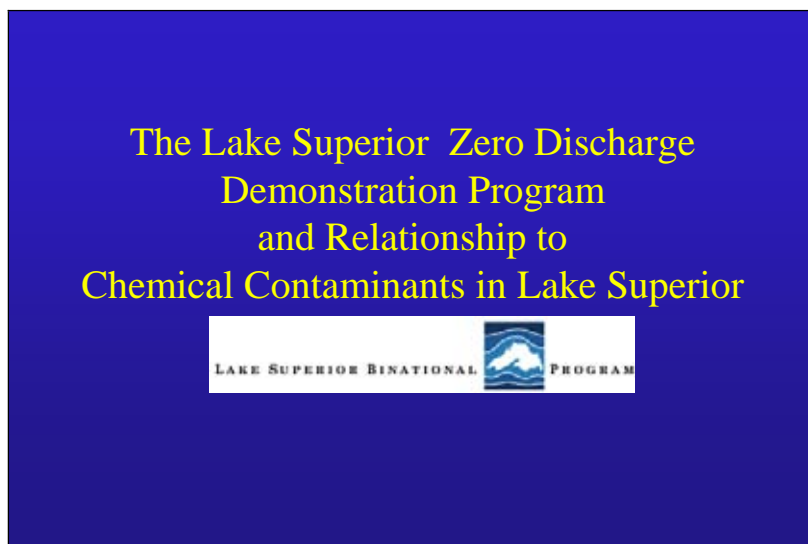 The Lake Superior Zero Discharge
Demonstration Program
and Relationship to
Chemical Contaminants in Lake Superior
LAKE SUPERIOR BINATIONAL PROGRAM